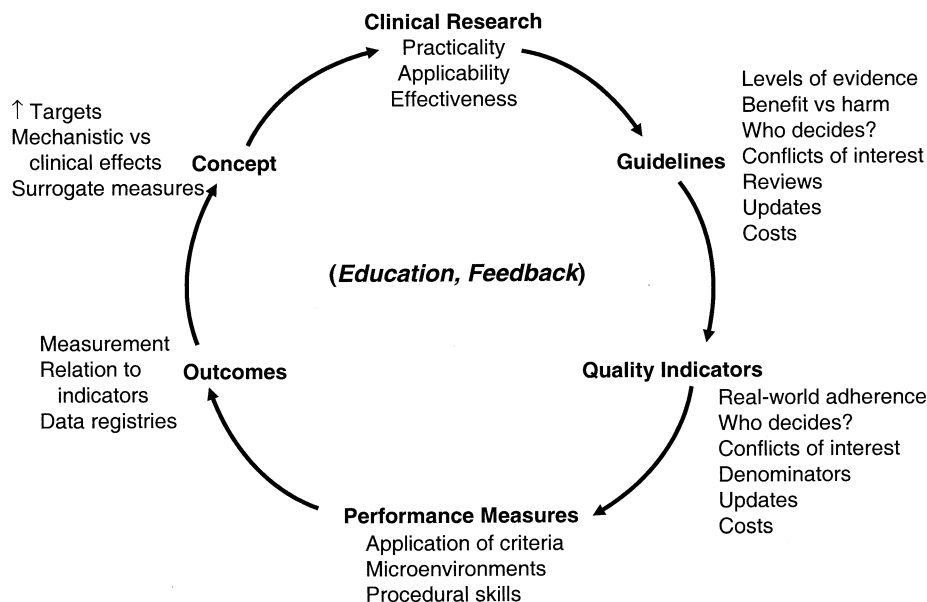 Clinical Research
Practicality
Applicability
Effectiveness
Levels of evidence
Benefit vs harm
Who decides?
Conflicts of interest
Reviews
Updates
Costs
Guidelines
↑ Targets
Mechanistic vs
clinical effects
Surrogate measures
Concept
(Education, Feedback)
Measurement
Relation to
indicators
Data registries
Outcomes
Quality Indicators
Real-world adherence
Who decides?
Conflicts of interest
Denominators
Updates
Costs
Performance Measures
Application of criteria
Microenvironments
Procedural skills